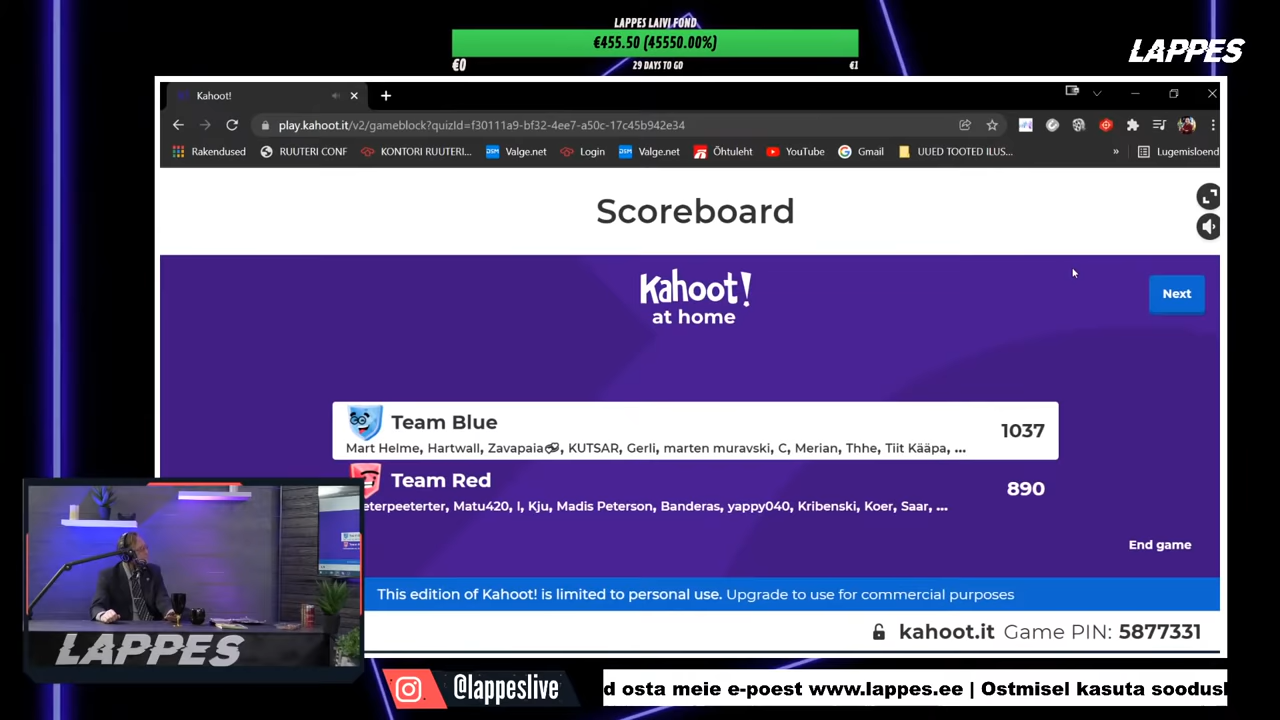 LAPPES LAIVI FOND
€455.50 (45550.00%)
€0
29 DAYS TO GO
€1
LAPPES
Kahoot!
play.kahoot.it/v2/gameblock?quizId=f30111a9-bf32-4ee7-a50c-17c45b942e34
Rakendused
RUUTERI CONF
KONTORI RUUTERI...
DSM Valge.net
Login
DSM Valge.net
Õhtuleht
YouTube
Gmail
UUED TOOTED ILUS...
»
Lugemisloend
Scoreboard
Kahoot!
at home
Next
Team Blue
1037
Mart Helme, Hartwall, Zavapaia, KUTSAR, Gerli, marten muravski, C, Merian, Thhe, Tiit Kääpa, ...
Team Red
890
eterpeeterter, Matu420, I, Kju, Madis Peterson, Banderas, yappy040, Kribenski, Koer, Saar, ...
End game
This edition of Kahoot! is limited to personal use. Upgrade to use for commercial purposes
kahoot.it Game PIN: 5877331
LAPPES
@lappeslive
d osta meie e-poest www.lappes.ee | Ostmisel kasuta soodusk